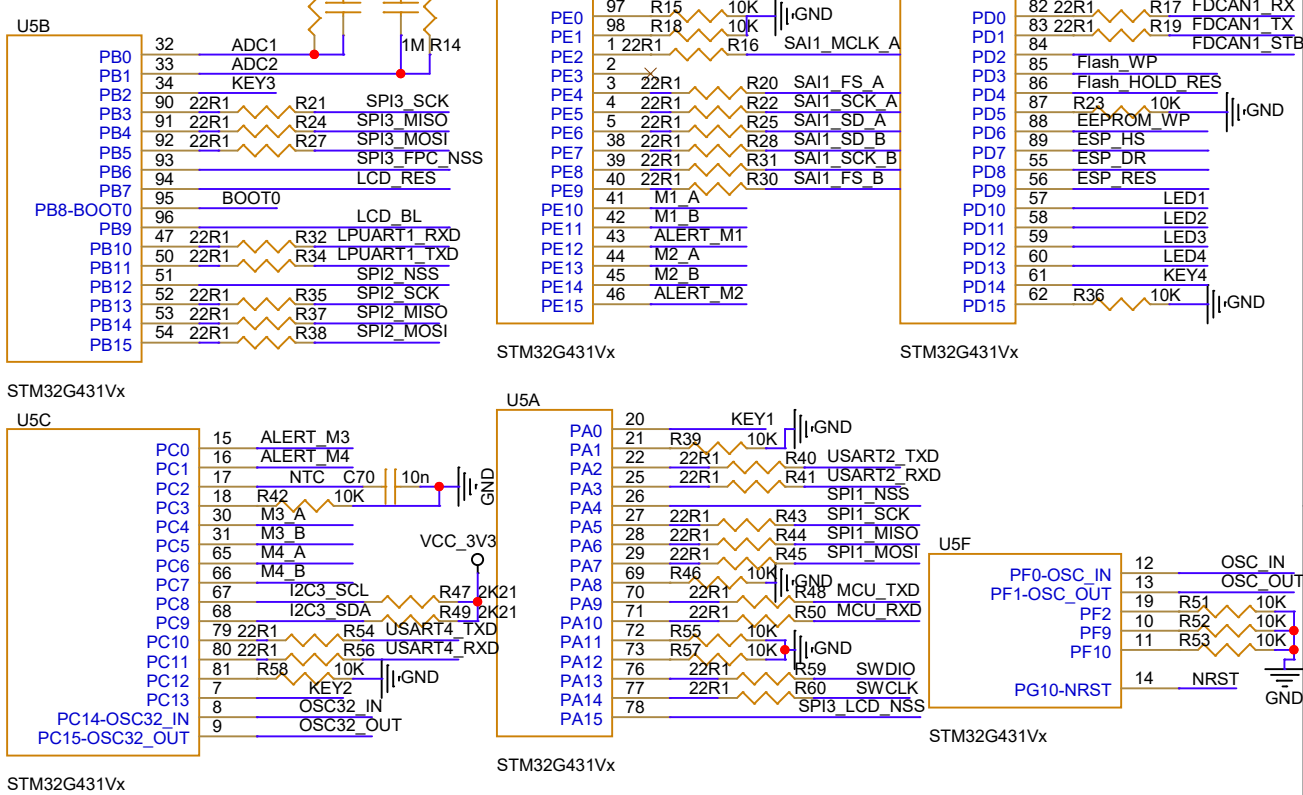 U5B
PB0 32 ADC1
PB1 33 ADC2 1M R14
PB2 34 KEY3
PB3 90 22R1 R21 SPI3_SCK
PB4 91 22R1 R24 SPI3_MISO
PB5 92 22R1 R27 SPI3_MOSI
PB6 93 SPI3_FPC_NSS
PB7 94 LCD_RES
PB8-BOOT0 95 BOOT0
PB9 96 LCD_BL
PB10 47 22R1 R32 LPUART1_RXD
PB11 50 22R1 R34 LPUART1_TXD
PB12 51 SPI2_NSS
PB13 52 22R1 R35 SPI2_SCK
PB14 53 22R1 R37 SPI2_MISO
PB15 54 22R1 R38 SPI2_MOSI
STM32G431Vx
PE0 97 R15 10K GND
PE1 98 R18 10K
PE2 1 22R1 R16 SAI1_MCLK_A
PE3 2
PE4 3 22R1 R20 SAI1_FS_A
PE5 4 22R1 R22 SAI1_SCK_A
PE6 5 22R1 R25 SAI1_SD_A
PE7 38 22R1 R28 SAI1_SD_B
PE8 39 22R1 R31 SAI1_SCK_B
PE9 40 22R1 R30 SAI1_FS_B
PE10 41 M1_A
PE11 42 M1_B
PE12 43 ALERT_M1
PE13 44 M2_A
PE14 45 M2_B
PE15 46 ALERT_M2
STM32G431Vx
PD0 82 22R1 R17 FDCAN1_RX
PD1 83 22R1 R19 FDCAN1_TX
PD2 84 FDCAN1_STB
PD3 85 Flash_WP
PD4 86 Flash_HOLD_RES
PD5 87 R23 10K GND
PD6 88 EEPROM_WP
PD7 89 ESP_HS
PD8 55 ESP_DR
PD9 56 ESP_RES
PD10 57 LED1
PD11 58 LED2
PD12 59 LED3
PD13 60 LED4
PD14 61 KEY4
PD15 62 R36 10K GND
STM32G431Vx
U5C
PC0 15 ALERT_M3
PC1 16 ALERT_M4
PC2 17 NTC C70 10n GND
PC3 18 R42 10K
PC4 30 M3_A
PC5 31 M3_B
PC6 65 M4_A
PC7 66 M4_B
VCC_3V3
PC8 67 I2C3_SCL R47 2K21
PC9 68 I2C3_SDA R49 2K21
PC10 79 22R1 R54 USART4_TXD
PC11 80 22R1 R56 USART4_RXD
PC12 81 R58 10K GND
PC13 7 KEY2
PC14-OSC32_IN 8 OSC32_IN
PC15-OSC32_OUT 9 OSC32_OUT
STM32G431Vx
U5A
PA0 20 KEY1
PA1 21 R39 10K GND
PA2 22 22R1 R40 USART2_TXD
PA3 25 22R1 R41 USART2_RXD
PA4 26 SPI1_NSS
PA5 27 22R1 R43 SPI1_SCK
PA6 28 22R1 R44 SPI1_MISO
PA7 29 22R1 R45 SPI1_MOSI
PA8 69 R46 10K GND
PA9 70 22R1 R48 MCU_TXD
PA10 71 22R1 R50 MCU_RXD
PA11 72 R55 10K
PA12 73 R57 10K GND
PA13 76 22R1 R59 SWDIO
PA14 77 22R1 R60 SWCLK
PA15 78 SPI3_LCD_NSS
STM32G431Vx
U5F
PF0-OSC_IN 12 OSC_IN
PF1-OSC_OUT 13 OSC_OUT
PF2 19 R51 10K
PF9 10 R52 10K
PF10 11 R53 10K
PG10-NRST 14 NRST
GND
STM32G431Vx